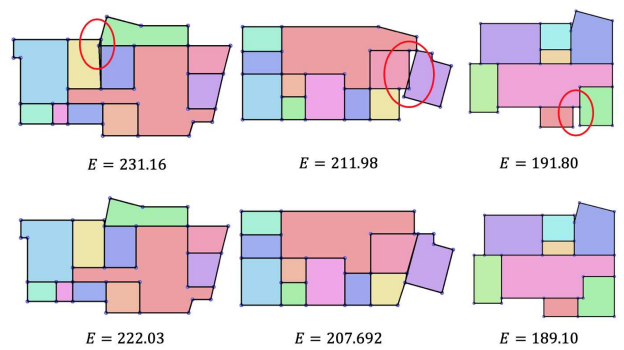 E = 231.16
E = 211.98
E = 191.80
E = 222.03
E = 207.692
E = 189.10